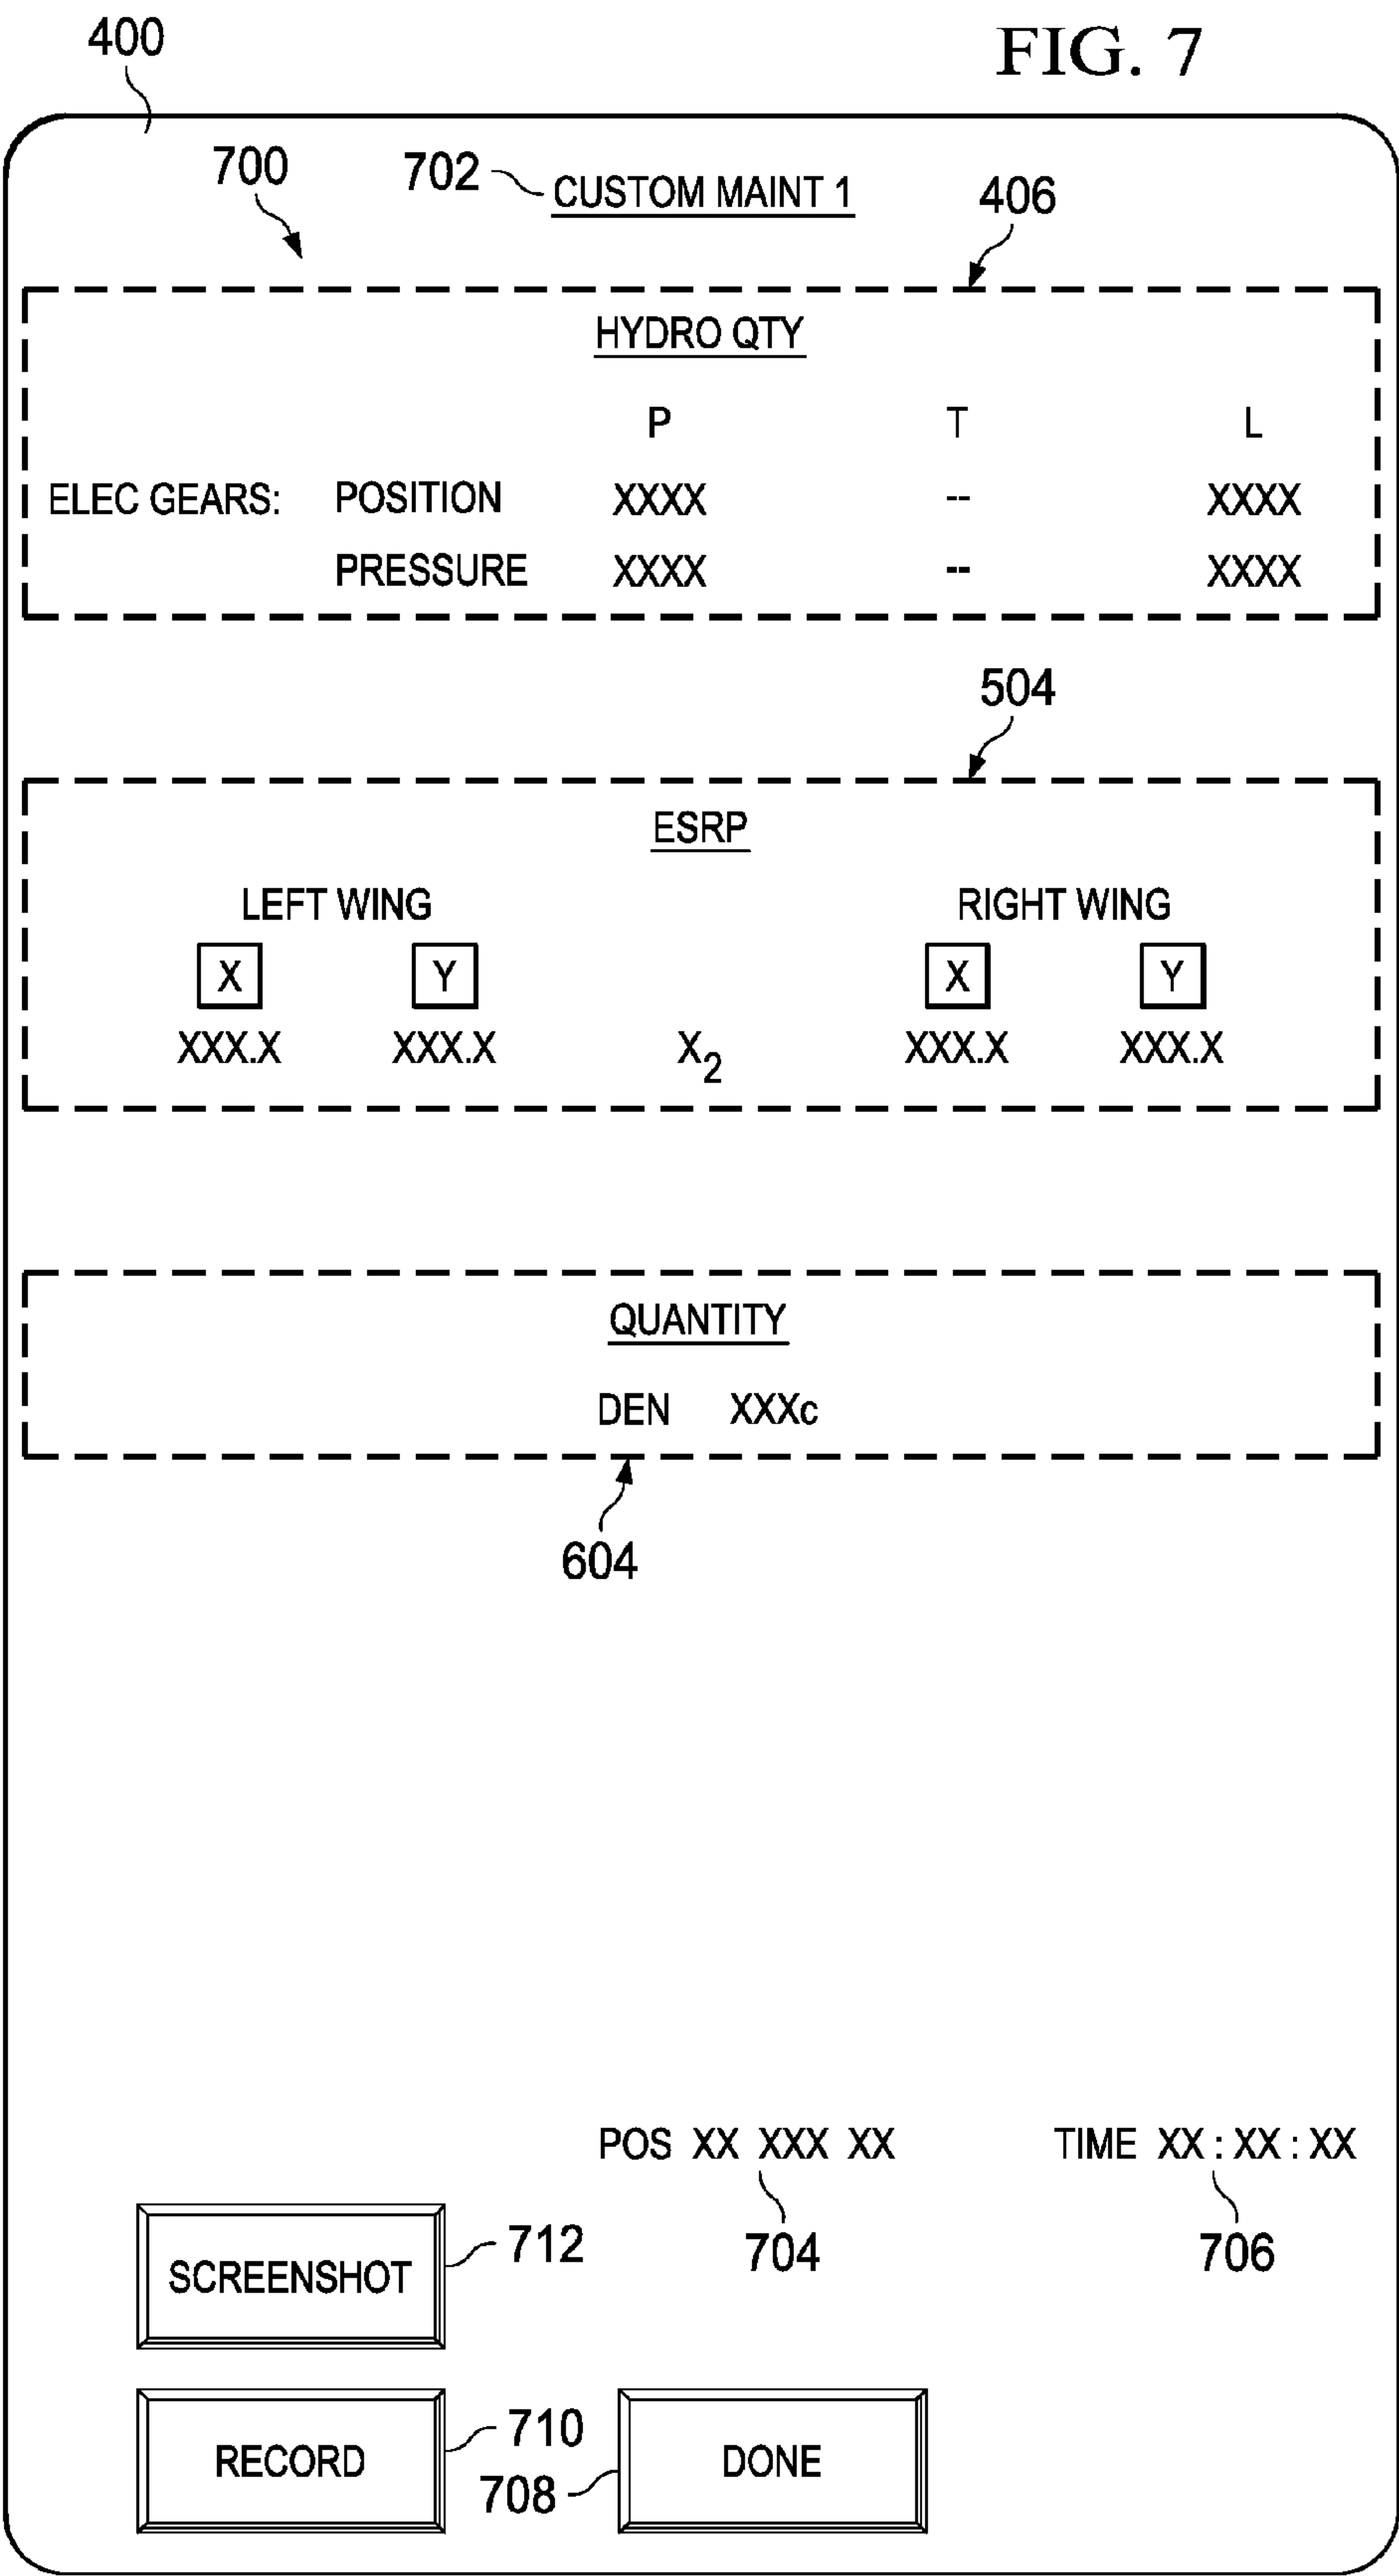 400
FIG. 7
700
702 CUSTOM MAINT 1
406
HYDRO QTY
P T L
ELEC GEARS: POSITION XXXX -- XXXX
PRESSURE XXXX -- XXXX
504
ESRP
LEFT WING RIGHT WING
X Y X Y
XXX.X XXX.X X₂ XXX.X XXX.X
QUANTITY
DEN XXXc
604
POS XX XXX XX TIME XX : XX : XX
704 706
SCREENSHOT 712
RECORD 710
708 DONE